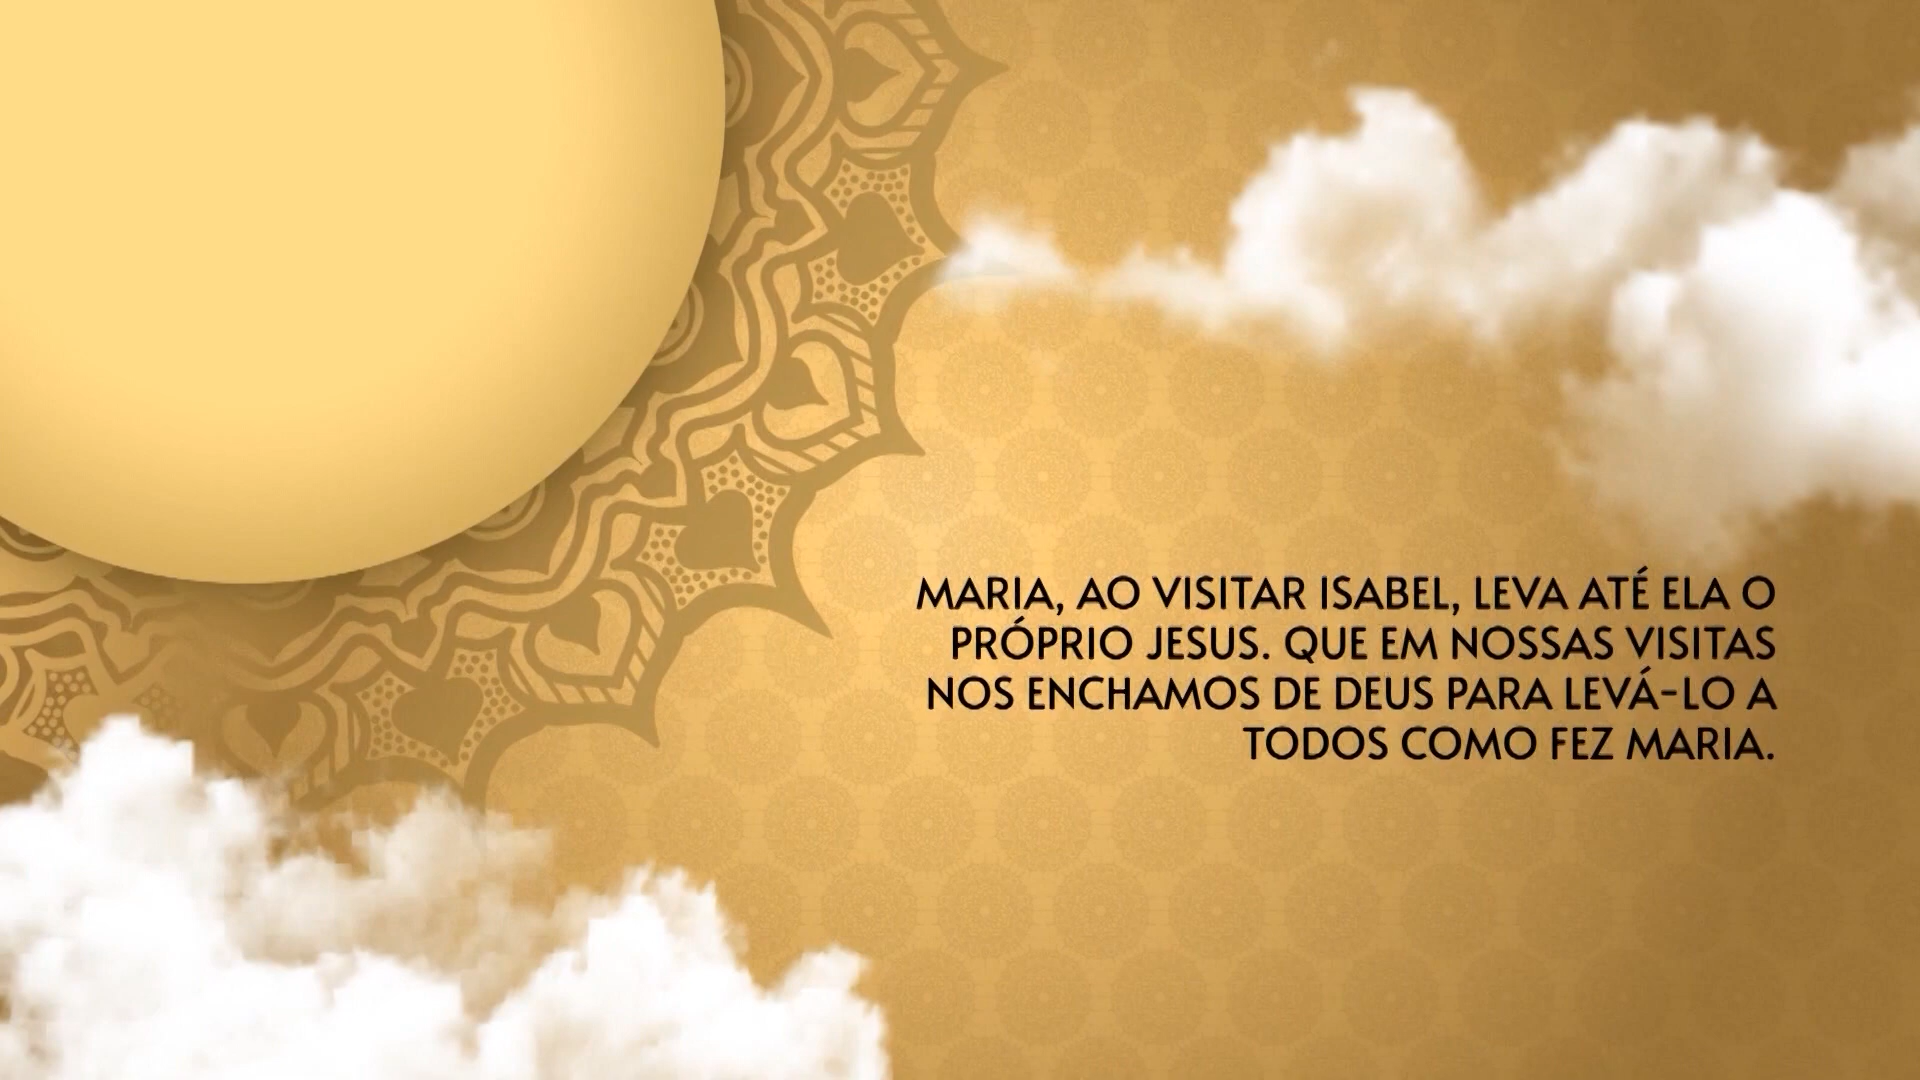 MARIA, AO VISITAR ISABEL, LEVA ATÉ ELA O
PRÓPRIO JESUS. QUE EM NOSSAS VISITAS
NOS ENCHAMOS DE DEUS PARA LEVÁ-LO A
TODOS COMO FEZ MARIA.